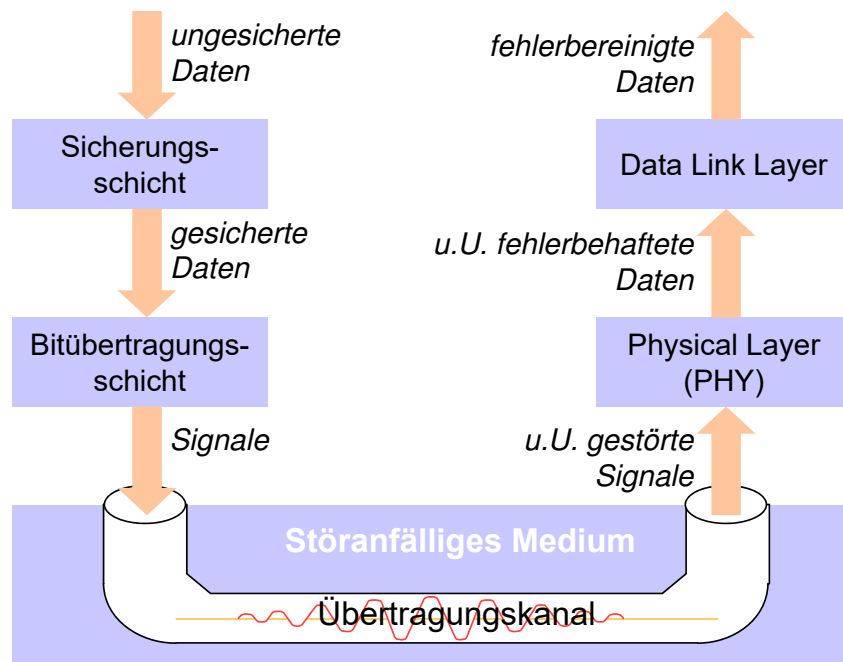 ungesicherte
Daten
Sicherungs-
schicht
gesicherte
Daten
Bitübertragungs-
schicht
Signale
fehlerbereinigte
Daten
Data Link Layer
u.U. fehlerbehaftete
Daten
Physical Layer
(PHY)
u.U. gestörte
Signale
Störanfälliges Medium
Übertragungskanal